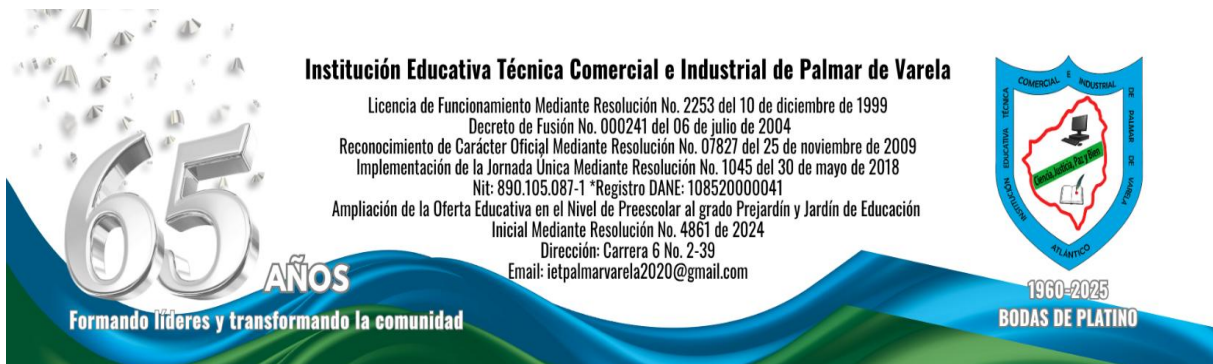 Institución Educativa Técnica Comercial e Industrial de Palmar de Varela
Licencia de Funcionamiento Mediante Resolución No. 2253 del 10 de diciembre de 1999
Decreto de Fusión No. 000241 del 06 de julio de 2004
Reconocimiento de Carácter Oficial Mediante Resolución No. 07827 del 25 de noviembre de 2009
Implementación de la Jornada Única Mediante Resolución No. 1045 del 30 de mayo de 2018
Nit: 890.105.087-1 *Registro DANE: 108520000041
Ampliación de la Oferta Educativa en el Nivel de Preescolar al grado Prejardín y Jardín de Educación
Inicial Mediante Resolución No. 4861 de 2024
Dirección: Carrera 6 No. 2-39
Email: ietpalmarvarela2020@gmail.com
65
AÑOS
Formando líderes y transformando la comunidad
INSTITUCIÓN EDUCATIVA TÉCNICA COMERCIAL E INDUSTRIAL DE PALMAR DE VARELA
Ciencia, Justicia, Paz y Bien
ATLÁNTICO
1960-2025
BODAS DE PLATINO